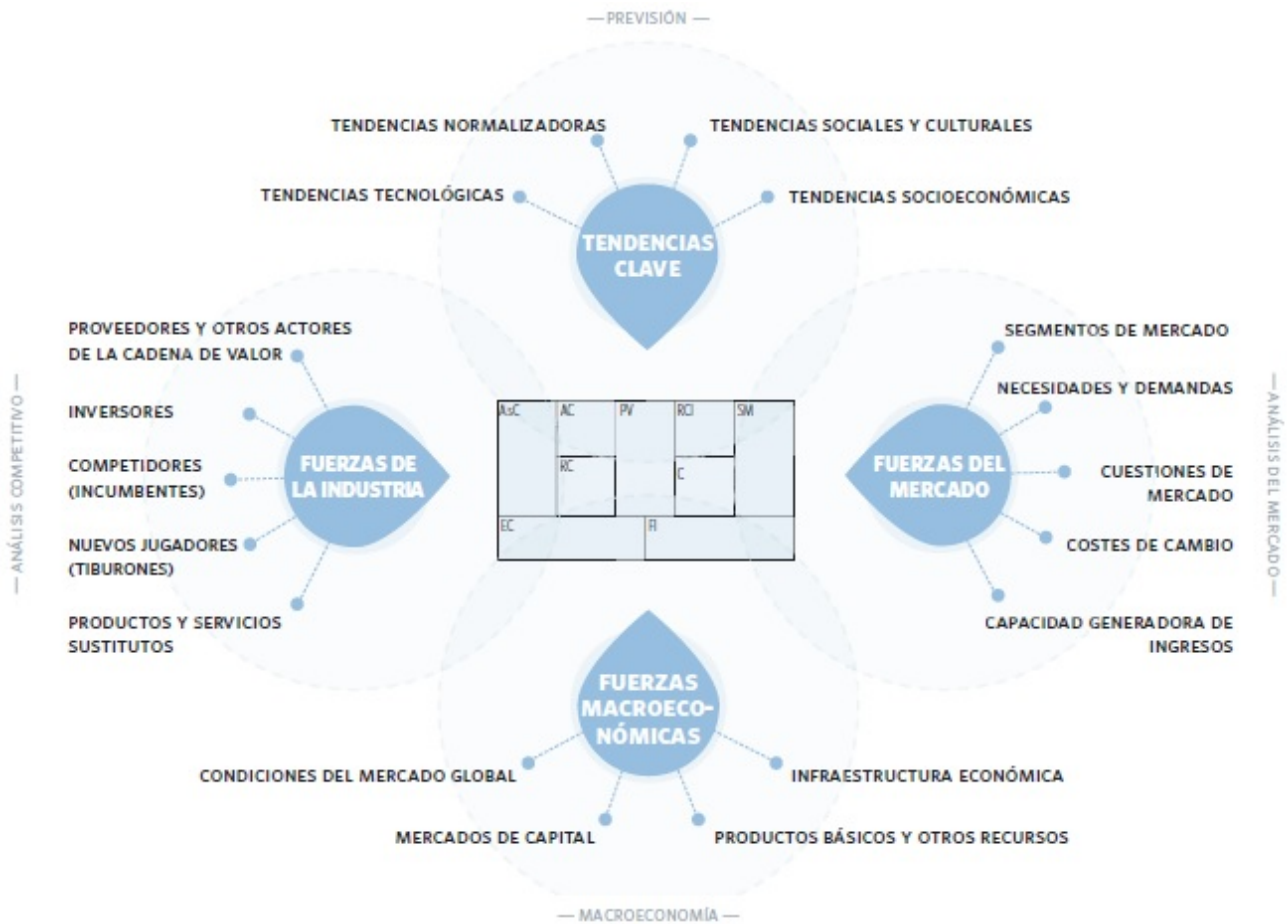 — PREVISIÓN —
TENDENCIAS NORMALIZADORAS
TENDENCIAS SOCIALES Y CULTURALES
TENDENCIAS TECNOLÓGICAS
TENDENCIAS SOCIOECONÓMICAS
TENDENCIAS
CLAVE
— ANÁLISIS COMPETITIVO —
PROVEEDORES Y OTROS ACTORES
DE LA CADENA DE VALOR
INVERSORES
COMPETIDORES
(INCUMBENTES)
NUEVOS JUGADORES
(TIBURONES)
PRODUCTOS Y SERVICIOS
SUSTITUTOS
FUERZAS DE
LA INDUSTRIA
AsC
AC
PV
RCI
SM
RC
C
EC
FI
FUERZAS DEL
MERCADO
SEGMENTOS DE MERCADO
NECESIDADES Y DEMANDAS
CUESTIONES DE
MERCADO
COSTES DE CAMBIO
CAPACIDAD GENERADORA DE
INGRESOS
— ANÁLISIS DEL MERCADO —
FUERZAS
MACROECO-
NÓMICAS
CONDICIONES DEL MERCADO GLOBAL
INFRAESTRUCTURA ECONÓMICA
MERCADOS DE CAPITAL
PRODUCTOS BÁSICOS Y OTROS RECURSOS
— MACROECONOMÍA —